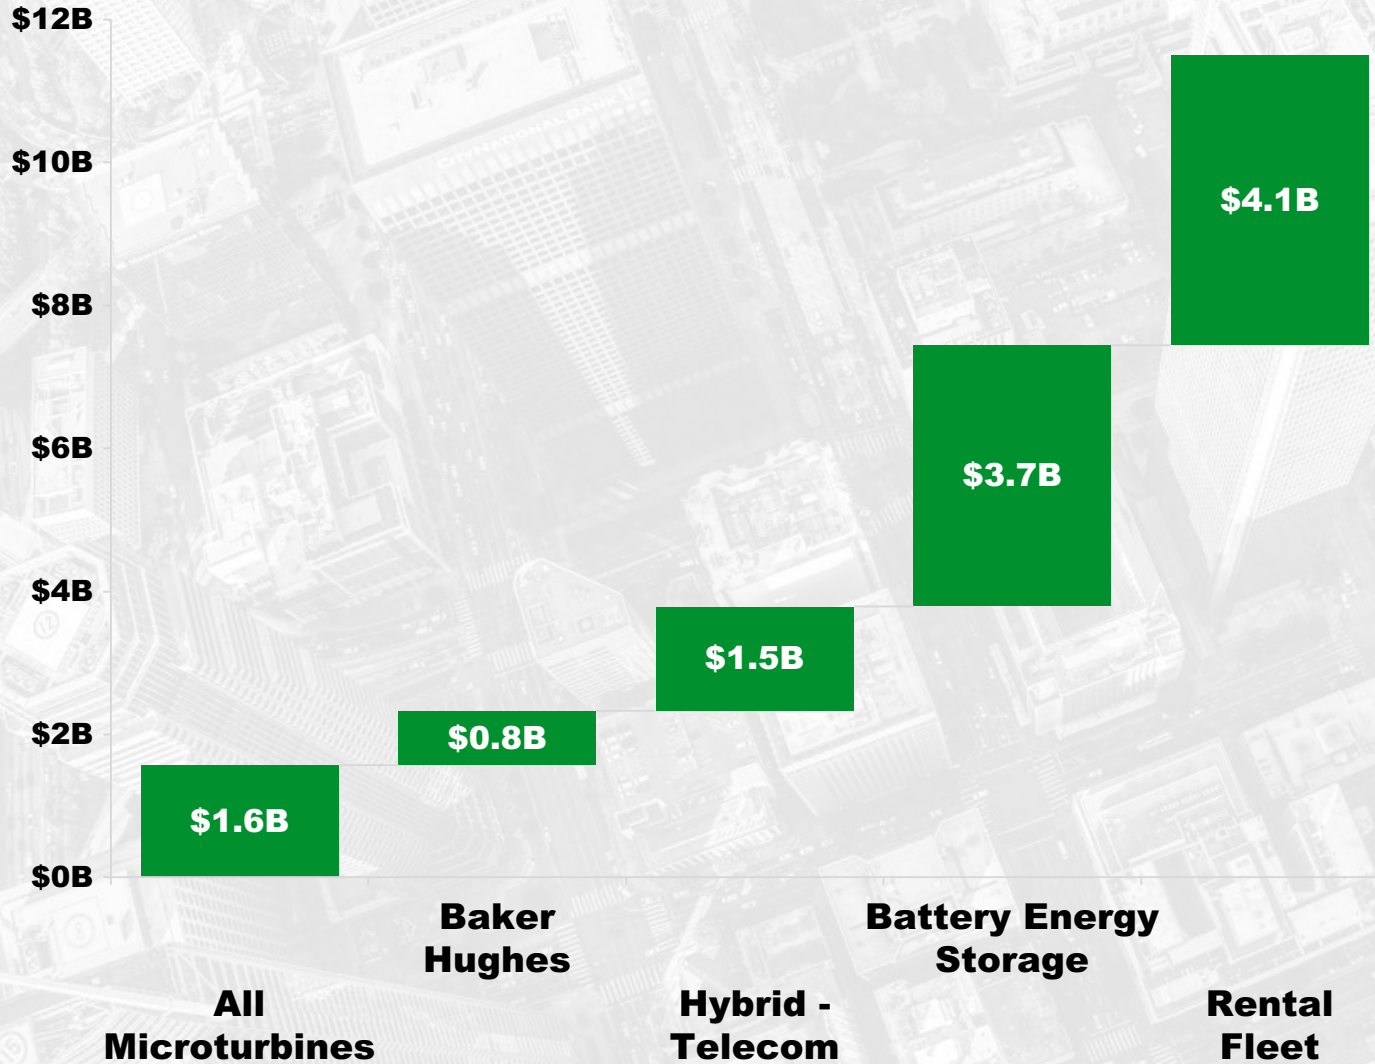 $12B
$10B
$8B
$6B
$4B
$2B
$0B
$1.6B
$0.8B
$1.5B
$3.7B
$4.1B
All
Microturbines
Baker
Hughes
Hybrid -
Telecom
Battery Energy
Storage
Rental
Fleet